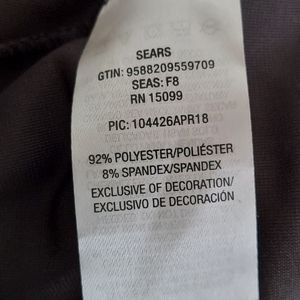 SEARS
GTIN: 9588209559709
SEAS: F8
RN 15099
PIC: 104426APR18
92% POLYESTER/POLIÉSTER
8% SPANDEX/SPANDEX
EXCLUSIVE OF DECORATION/
EXCLUSIVO DE DECORACIÓN